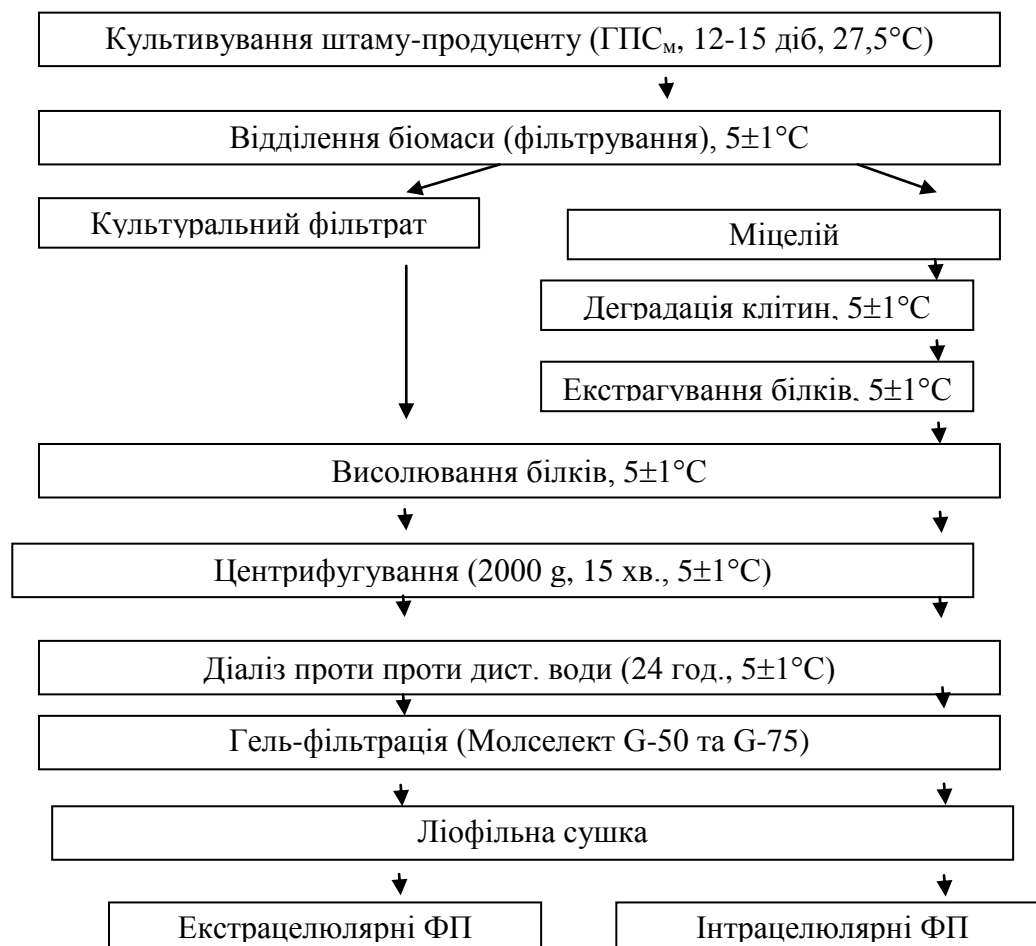 Культивування штаму-продуценту (ГПСм, 12-15 діб, 27,5°С)
Відділення біомаси (фільтрування), 5±1°С
Культуральний фільтрат
Міцелій
Деградація клітин, 5±1°С
Екстрагування білків, 5±1°С
Висолювання білків, 5±1°С
Центрифугування (2000 g, 15 хв., 5±1°С)
Діаліз проти проти дист. води (24 год., 5±1°С)
Гель-фільтрація (Молселект G-50 та G-75)
Ліофільна сушка
Екстрацелюлярні ФП
Інтрацелюлярні ФП